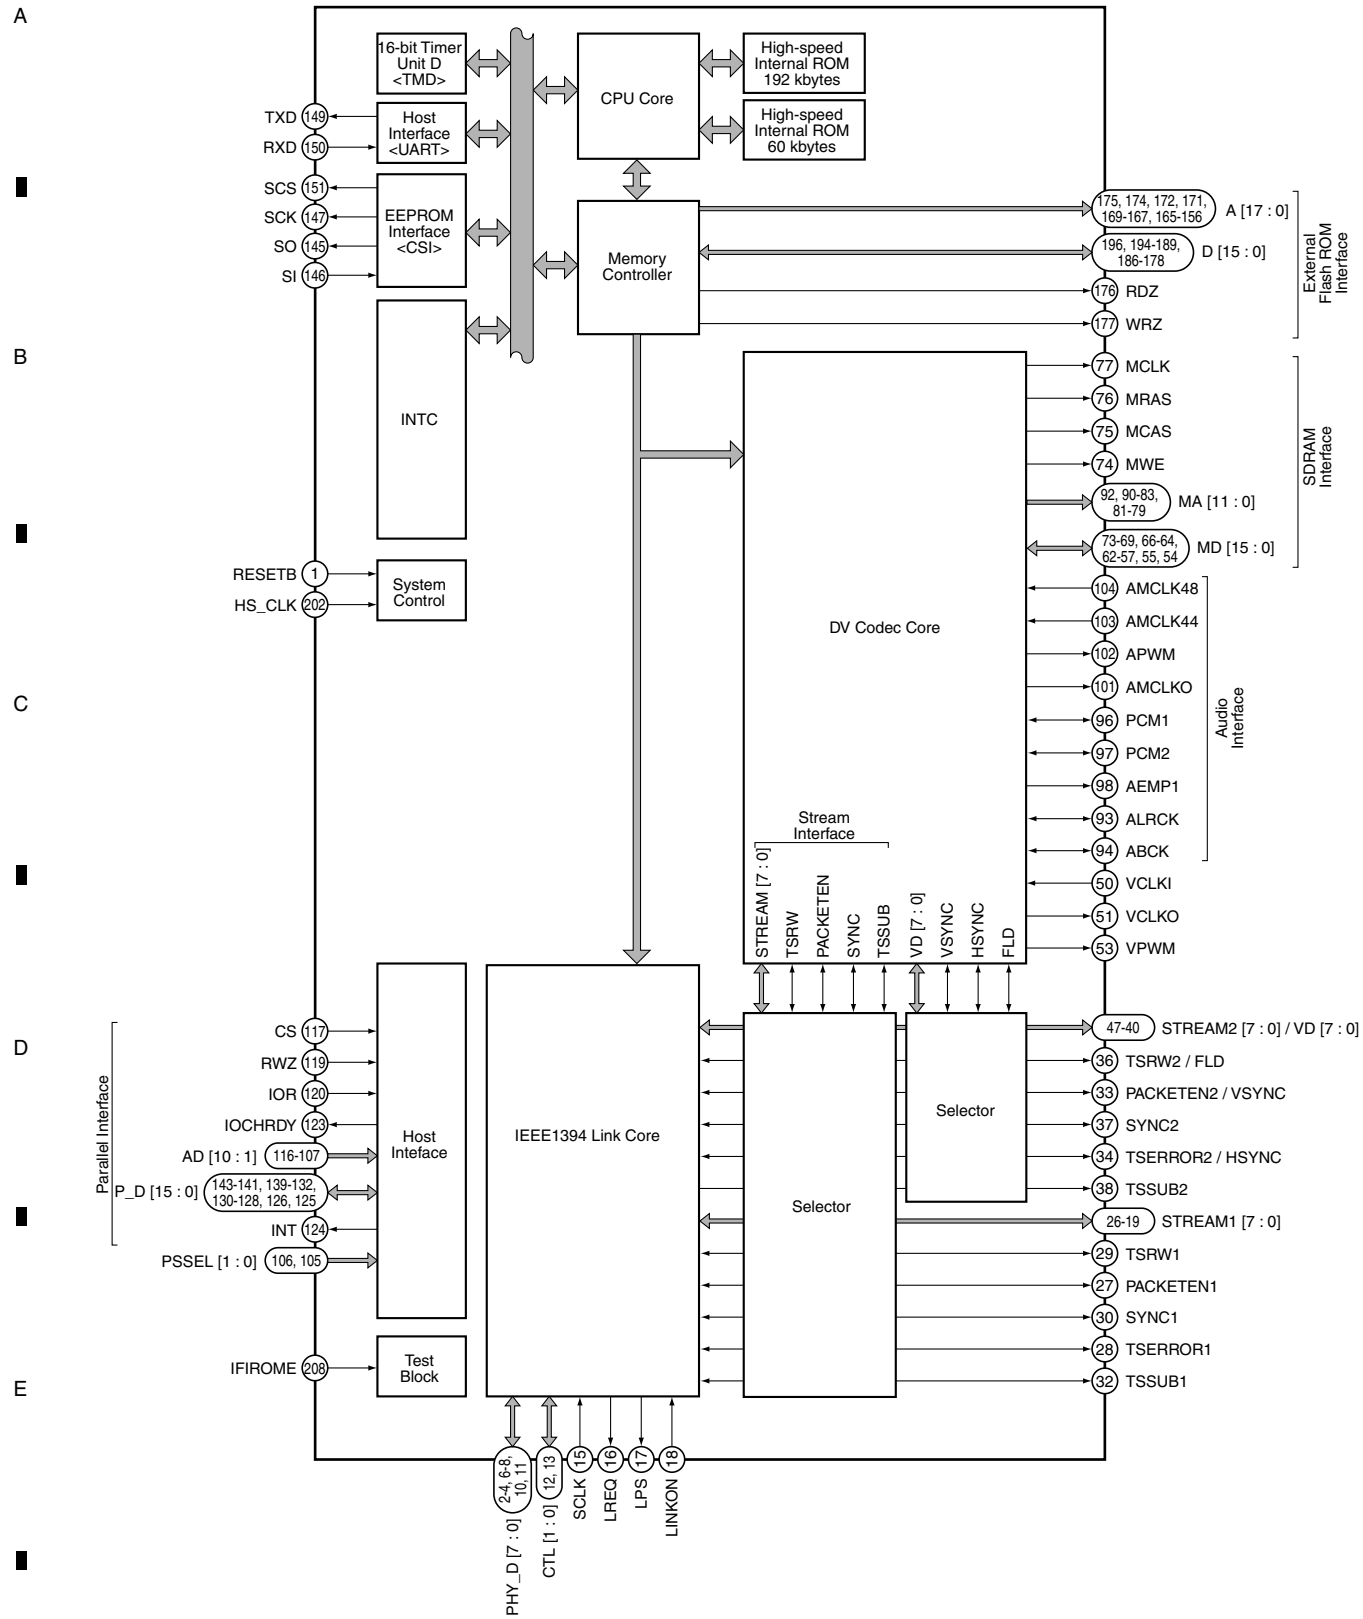 A
B
C
D
E
16-bit Timer
Unit D
<TMD>
Host
Interface
<UART>
EEPROM
Interface
<CSI>
INTC
System
Control
Host
Inteface
Test
Block
CPU Core
High-speed
Internal ROM
192 kbytes
High-speed
Internal ROM
60 kbytes
Memory
Controller
DV Codec Core
Stream
Interface
STREAM [7 : 0]
TSRW
PACKETEN
SYNC
TSSUB
VD [7 : 0]
VSYNC
HSYNC
FLD
IEEE1394 Link Core
Selector
Selector
TXD 149
RXD 150
SCS 151
SCK 147
SO 145
SI 146
RESETB 1
HS_CLK 202
Parallel Interface
CS 117
RWZ 119
IOR 120
IOCHRDY 123
AD [10 : 1] 116-107
P_D [15 : 0] 143-141, 139-132,
130-128, 126, 125
INT 124
PSSEL [1 : 0] 106, 105
IFIROME 208
175, 174, 172, 171,
169-167, 165-156
A [17 : 0]
196, 194-189,
186-178
D [15 : 0]
176 RDZ
177 WRZ
External
Flash ROM
Interface
77 MCLK
76 MRAS
75 MCAS
74 MWE
92, 90-83,
81-79
MA [11 : 0]
73-69, 66-64,
62-57, 55, 54
MD [15 : 0]
SDRAM
Interface
104 AMCLK48
103 AMCLK44
102 APWM
101 AMCLKO
96 PCM1
97 PCM2
98 AEMP1
93 ALRCK
94 ABCK
Audio
Interface
50 VCLKI
51 VCLKO
53 VPWM
47-40 STREAM2 [7 : 0] / VD [7 : 0]
36 TSRW2 / FLD
33 PACKETEN2 / VSYNC
37 SYNC2
34 TSERROR2 / HSYNC
38 TSSUB2
26-19 STREAM1 [7 : 0]
29 TSRW1
27 PACKETEN1
30 SYNC1
28 TSERROR1
32 TSSUB1
2-4, 6-8,
10, 11
PHY_D [7 : 0]
12, 13
CTL [1 : 0]
15 SCLK
16 LREQ
17 LPS
18 LINKON